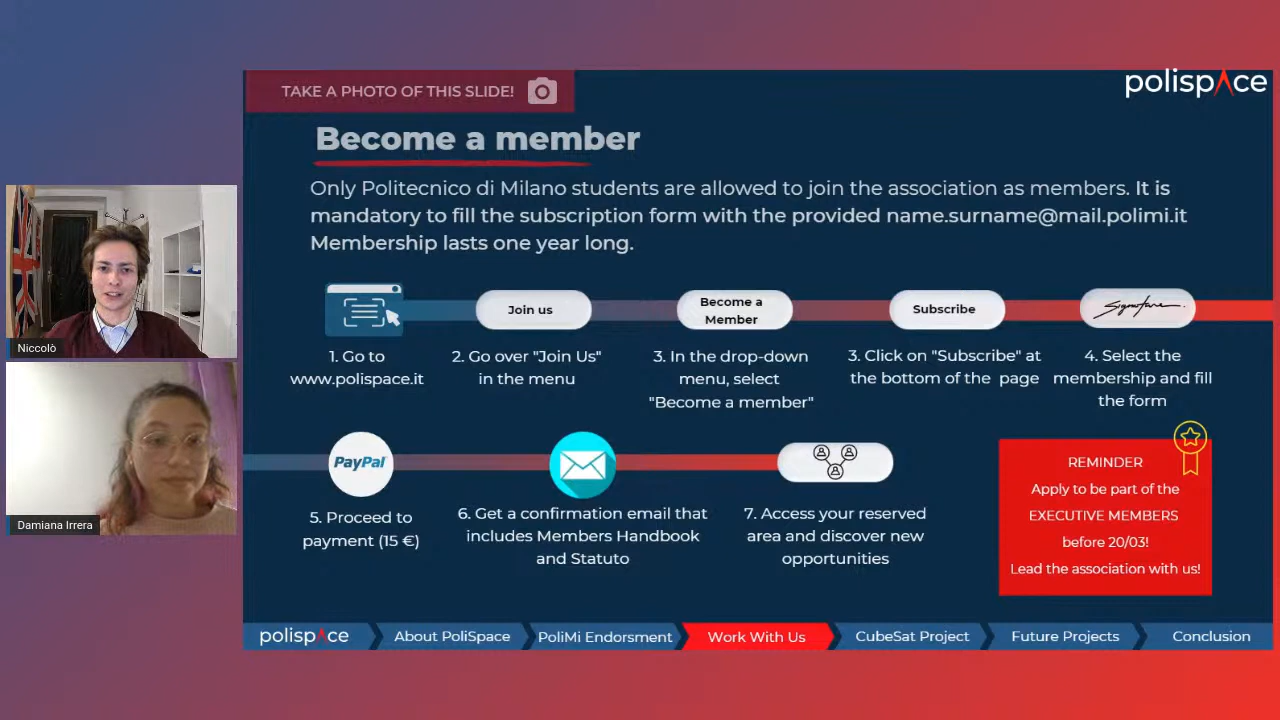 TAKE A PHOTO OF THIS SLIDE!
polispace
Become a member
Only Politecnico di Milano students are allowed to join the association as members. It is
mandatory to fill the subscription form with the provided name.surname@mail.polimi.it
Membership lasts one year long.
Join us
Become a
Member
Subscribe
Signature
1. Go to
www.polispace.it
2. Go over "Join Us"
in the menu
3. In the drop-down
menu, select
"Become a member"
3. Click on "Subscribe" at
the bottom of the page
4. Select the
membership and fill
the form
Niccolò
PayPal
5. Proceed to
payment (15 €)
6. Get a confirmation email that
includes Members Handbook
and Statuto
7. Access your reserved
area and discover new
opportunities
REMINDER
Apply to be part of the
EXECUTIVE MEMBERS
before 20/03!
Lead the association with us!
Damiana Irrera
polispace
About PoliSpace
PoliMi Endorsment
Work With Us
CubeSat Project
Future Projects
Conclusion